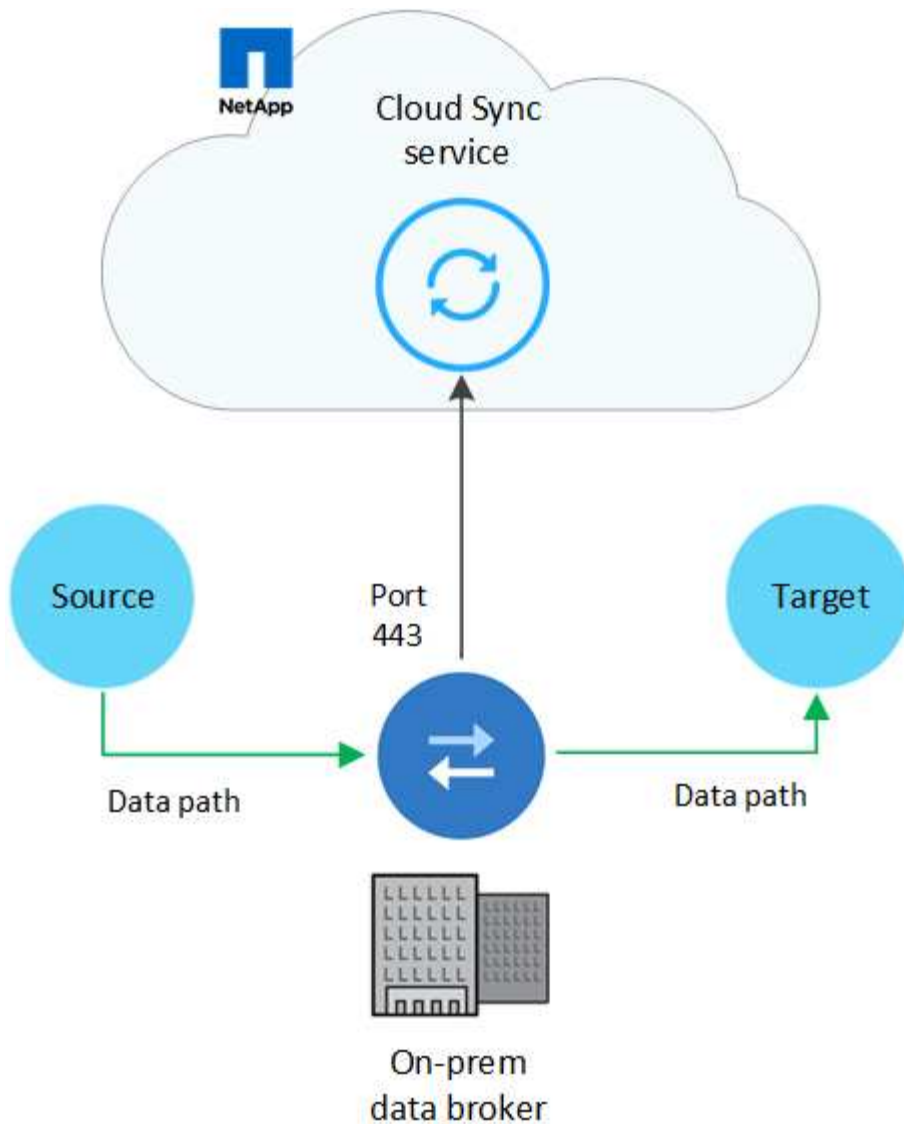 NetApp
Cloud Sync
service
Source
Port
443
Target
Data path
Data path
On-prem
data broker